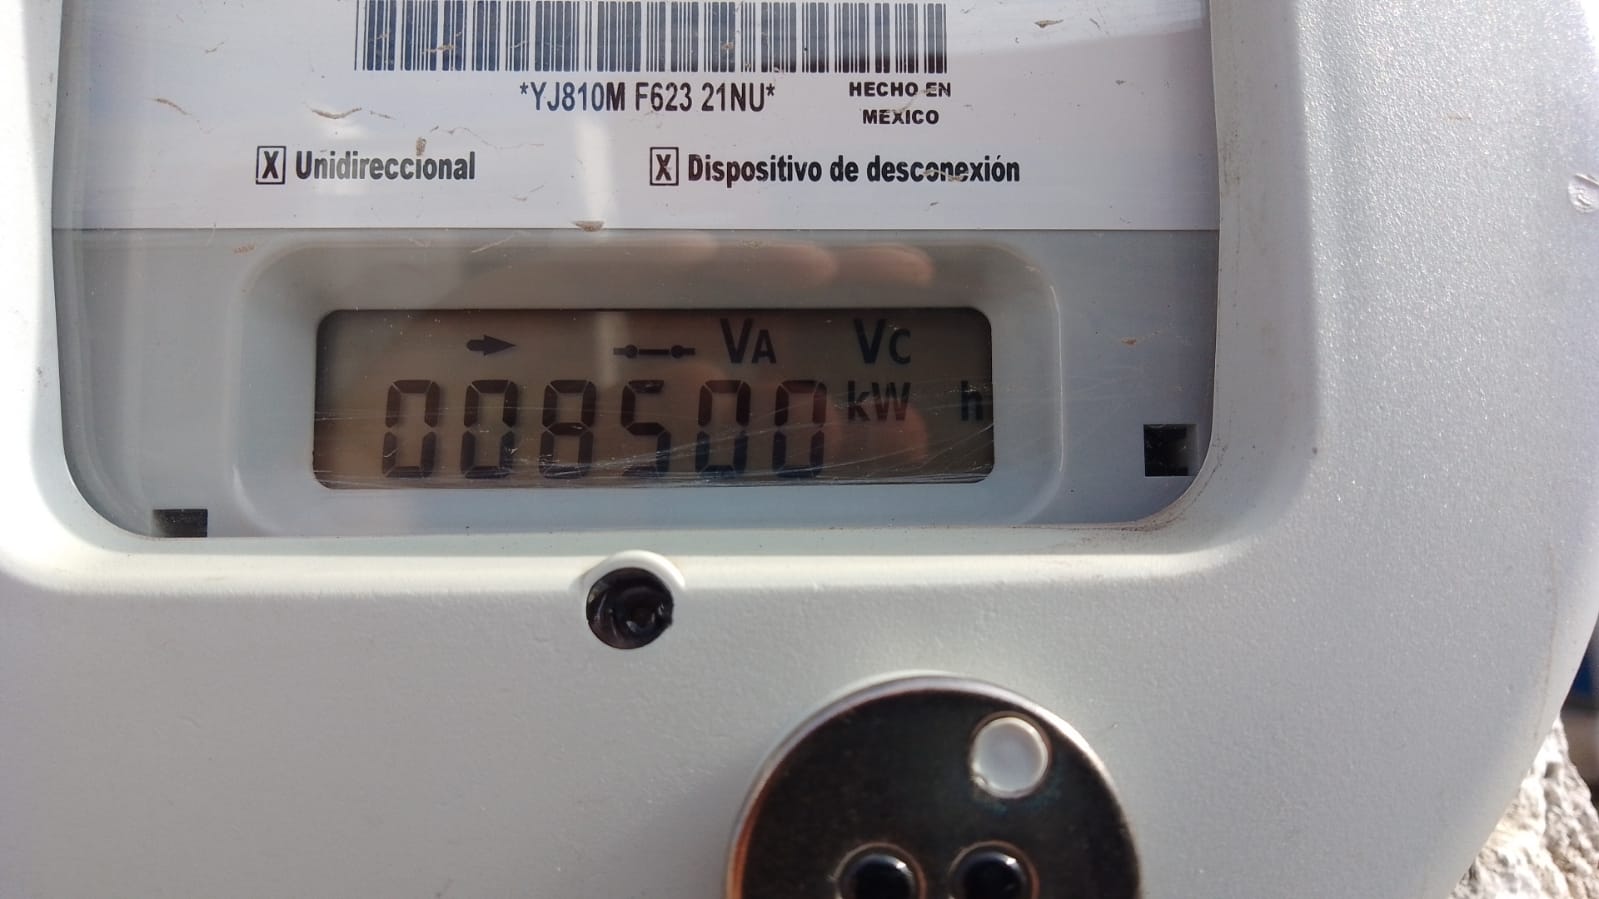 *YJ810M F623 21NU*
HECHO EN
MEXICO
X Unidireccional
X Dispositivo de desconexión
VA VC
008500 kW h